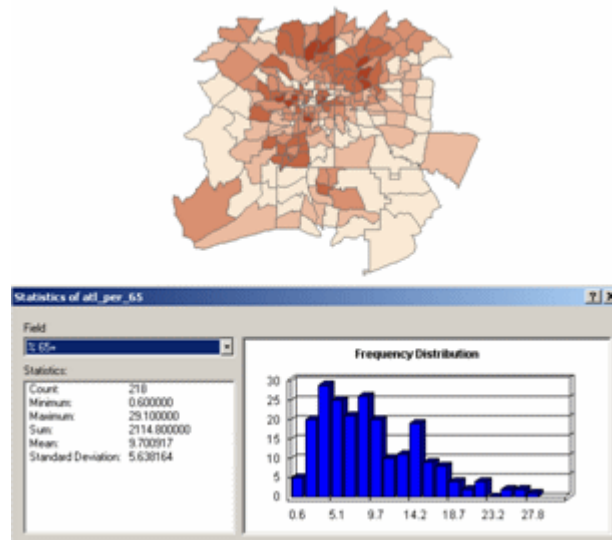 Statistics of atl_per_65
Field
% 65+
Statistics:
Count: 218
Minimum: 0.600000
Maximum: 29.100000
Sum: 2114.800000
Mean: 9.700917
Standard Deviation: 5.638164
Frequency Distribution
30
25
20
15
10
5
0
0.6 5.1 9.7 14.2 18.7 23.2 27.8